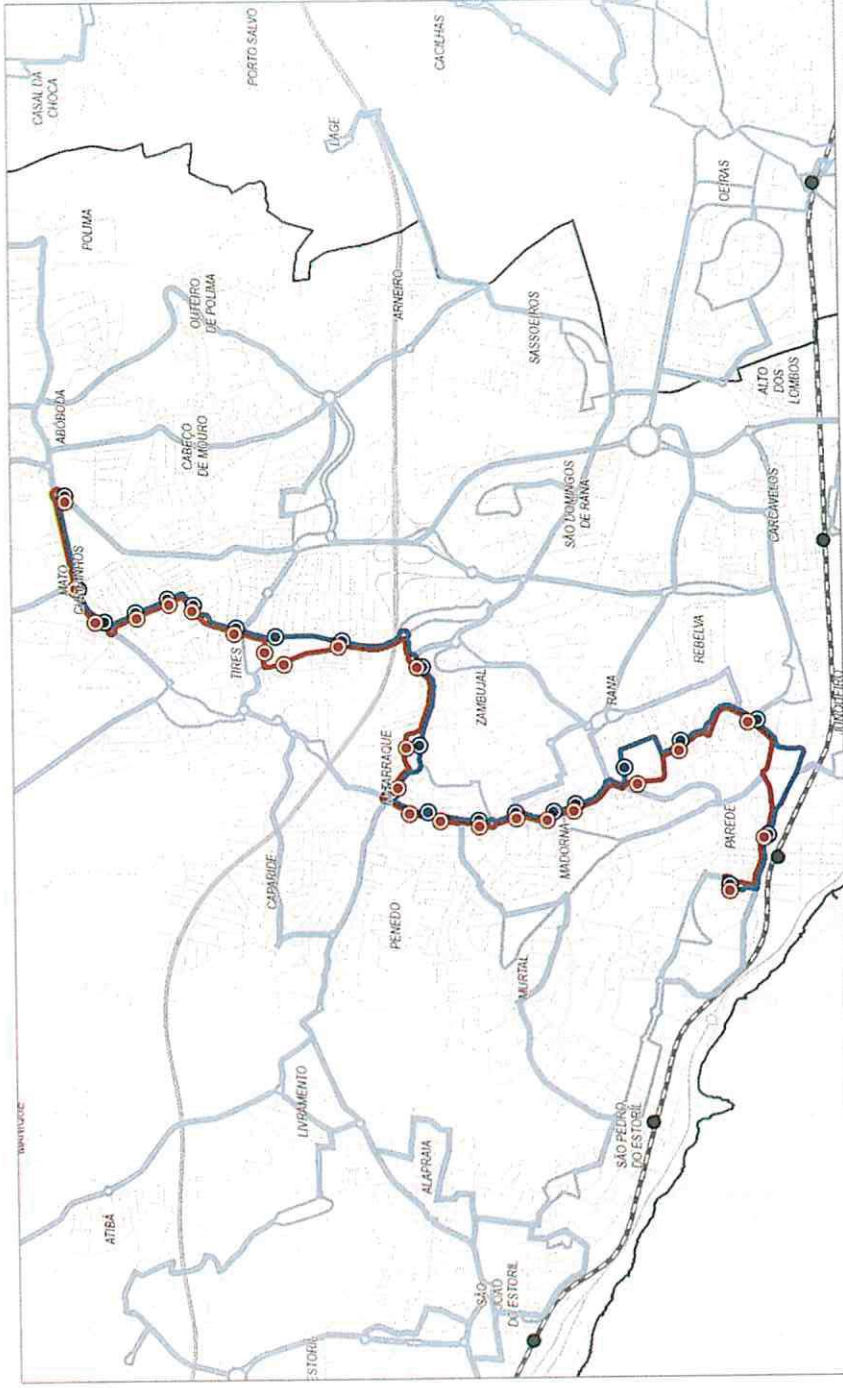 CASAL DA
CHOCA
MATO
ABÓBODA
POLIMA
ATIBÁ
CABEÇO
DE MOURO
OUTEIRO
DE POLIMA
TIRES
PORTO SALVO
CAPARIDE
LIVRAMENTO
ESTORIL
LAGE
PENEDO
ARNEIRO
ALAPRAIA
CACILHAS
ZAMBUJAL
SÃO
JOÃO
DO ESTORIL
MURTAL
SASSOEIROS
MADORNA
SÃO DOMINGOS
DE RANA
RANA
SÃO PEDRO
DO ESTORIL
REBELVA
OEIRAS
PAREDE
CARCAVELOS
ALTO
DOS
LOMBOS